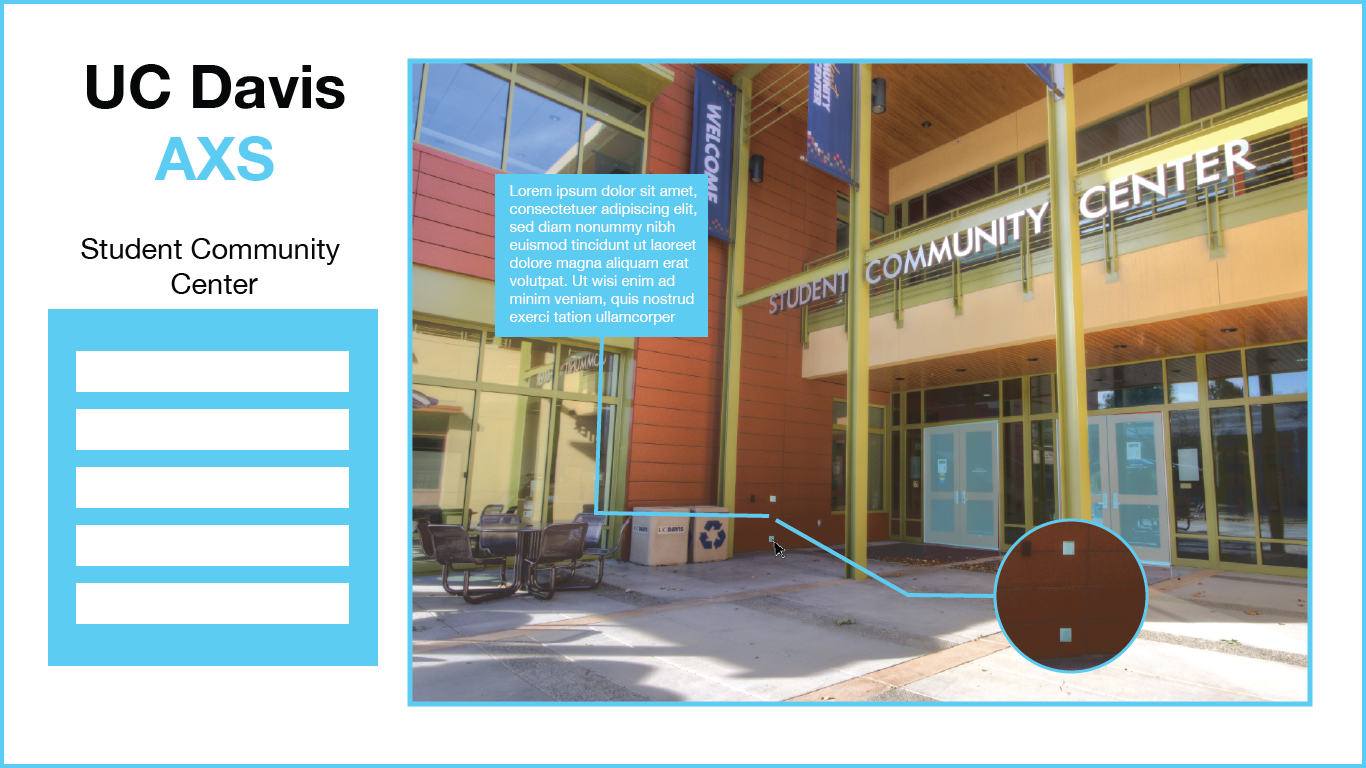 UC Davis
AXS
Student Community
Center
WELCOME
CENTER
Lorem ipsum dolor sit amet,
consectetuer adipiscing elit,
sed diam nonummy nibh
euismod tincidunt ut laoreet
dolore magna aliquam erat
volutpat. Ut wisi enim ad
minim veniam, quis nostrud
exerci tation ullamcorper
STUDENT COMMUNITY CENTER